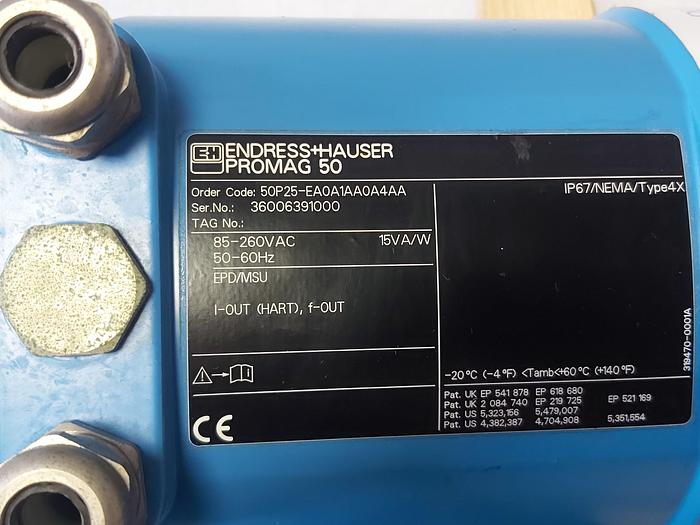 E+H ENDRESS+HAUSER
PROMAG 50
Order Code: 50P25-EA0A1AA0A4AA
IP67/NEMA/Type4X
Ser.No.: 36006391000
TAG No.:
85-260VAC 15VA/W
50-60Hz
EPD/MSU
I-OUT (HART), f-OUT
-20°C (-4°F) <Tamb<+60°C (+140°F)
Pat. UK EP 541 878 EP 618 680
Pat. UK 2 084 740 EP 219 725 EP 521 169
Pat. US 5,323,156 5,479,007
Pat. US 4,382,387 4,704,908 5,351,554
319470-0001A
CE